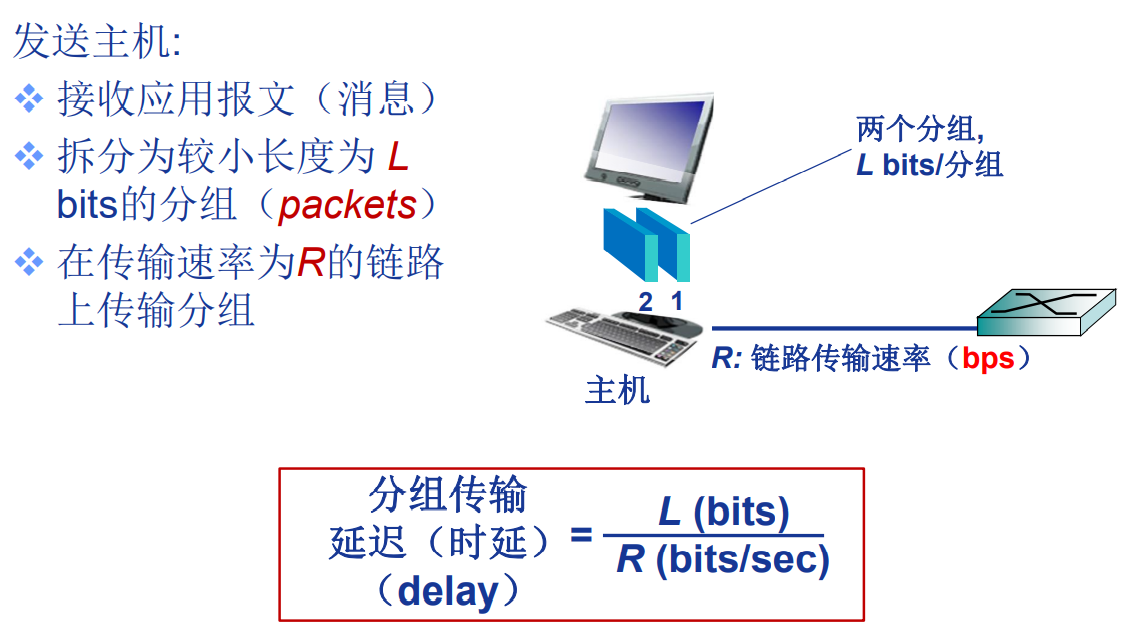 发送主机:
接收应用报文（消息）
拆分为较小长度为 L
bits的分组（packets）
在传输速率为R的链路
上传输分组
两个分组,
L bits/分组
2 1
R: 链路传输速率（bps）
主机
分组传输
延迟（时延）
（delay）
=
L (bits)
R (bits/sec)